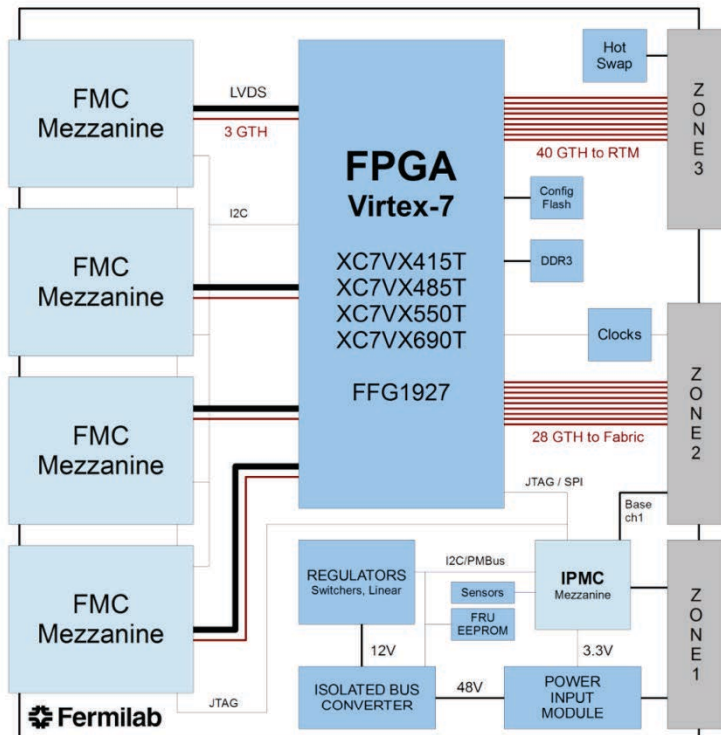 FMC
Mezzanine
LVDS
3 GTH
I2C
FMC
Mezzanine
FMC
Mezzanine
FMC
Mezzanine
JTAG
Fermilab
FPGA
Virtex-7
XC7VX415T
XC7VX485T
XC7VX550T
XC7VX690T
FFG1927
Hot
Swap
40 GTH to RTM
Config
Flash
DDR3
Clocks
28 GTH to Fabric
JTAG / SPI
Base
ch1
ZONE3
ZONE2
ZONE1
REGULATORS
Switchers, Linear
I2C/PMBus
Sensors
FRU
EEPROM
IPMC
Mezzanine
12V
3.3V
ISOLATED BUS
CONVERTER
48V
POWER
INPUT
MODULE